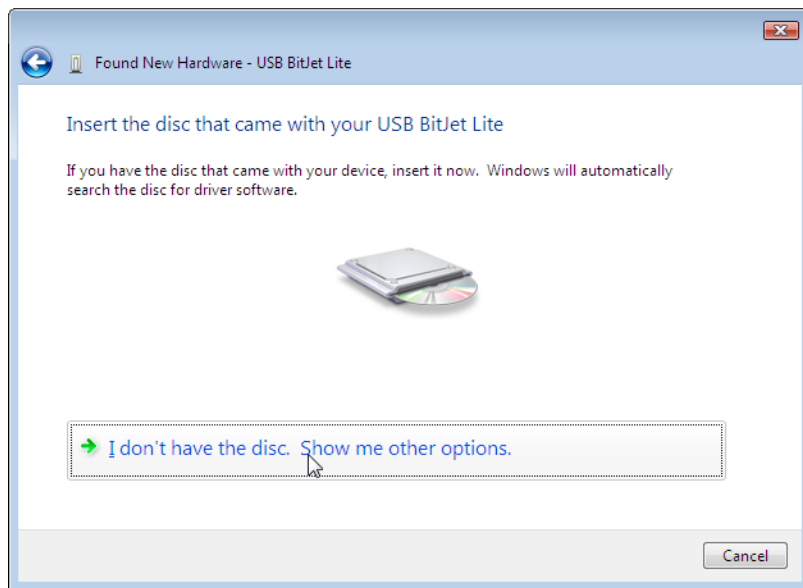 Found New Hardware - USB BitJet Lite
Insert the disc that came with your USB BitJet Lite
If you have the disc that came with your device, insert it now. Windows will automatically
search the disc for driver software.
I don't have the disc. Show me other options.
Cancel